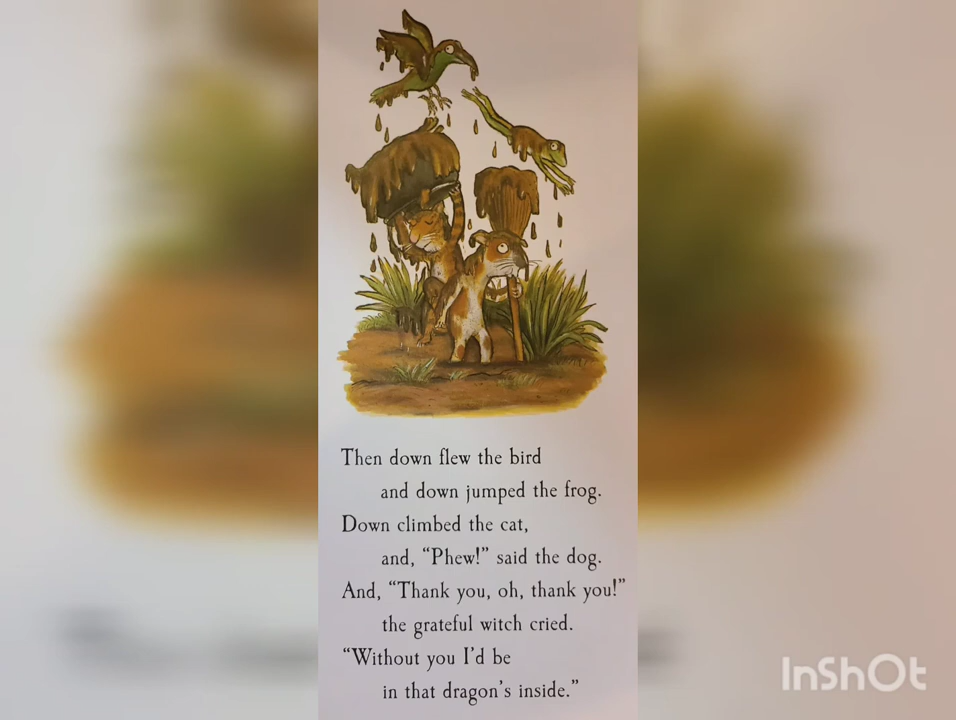 Then down flew the bird
and down jumped the frog.
Down climbed the cat,
and, “Phew!” said the dog.
And, “Thank you, oh, thank you!”
the grateful witch cried.
“Without you I’d be
in that dragon’s inside.”
InShOt